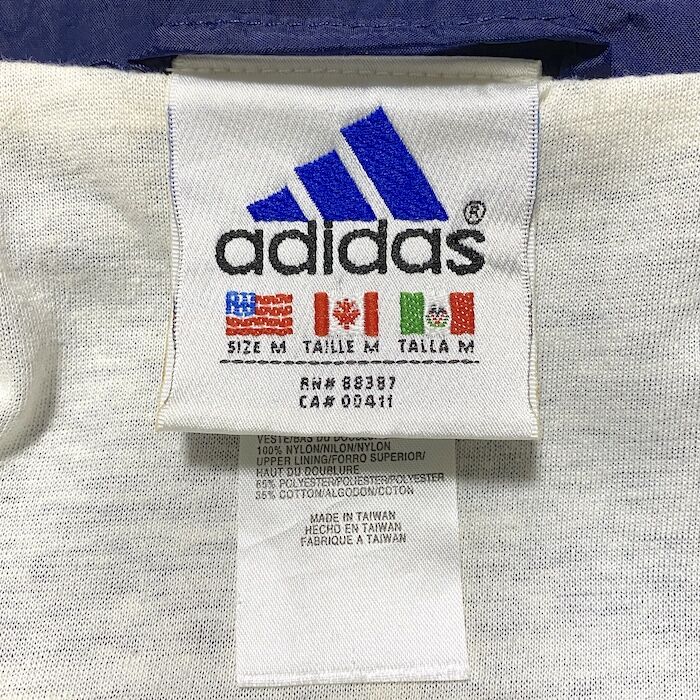 adidas®
SIZE M TAILLE M TALLA M
RN# 88387
CA# 00411
VESTE/BAS DU DOUBLURE
100% NYLON/NILON/NYLON
UPPER LINING/FORRO SUPERIOR/
HAUT DU DOUBLURE
65% POLYESTER/POLIESTER/POLYESTER
35% COTTON/ALGODON/COTON
MADE IN TAIWAN
HECHO EN TAIWAN
FABRIQUE A TAIWAN